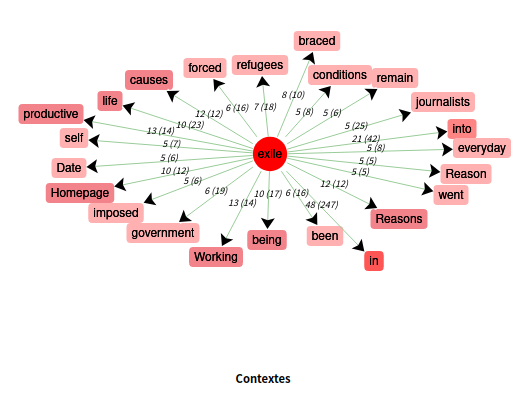 braced
forced
refugees
causes
conditions
remain
life
journalists
productive
into
self
everyday
exile
Date
Reason
Homepage
went
imposed
Reasons
government
being
been
Working
in
8 (10)
6 (16)
7 (18)
12 (12)
5 (8)
5 (6)
10 (23)
5 (25)
13 (14)
21 (42)
5 (7)
5 (8)
5 (6)
5 (5)
10 (12)
5 (5)
5 (6)
12 (12)
6 (19)
10 (17)
6 (16)
13 (14)
48 (247)
Contextes